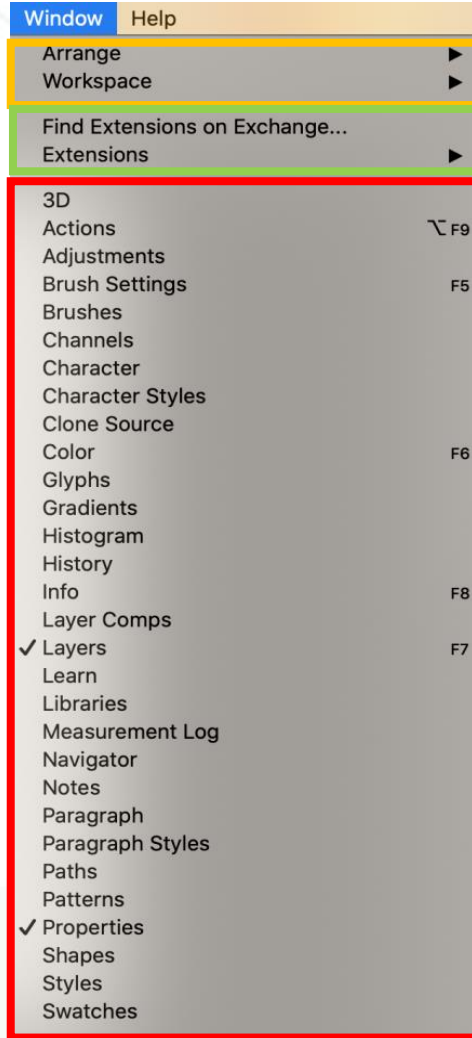 Window Help
Arrange ▶
Workspace ▶
Find Extensions on Exchange...
Extensions ▶
3D
Actions ⌥ F9
Adjustments
Brush Settings F5
Brushes
Channels
Character
Character Styles
Clone Source
Color F6
Glyphs
Gradients
Histogram
History
Info F8
Layer Comps
✓ Layers F7
Learn
Libraries
Measurement Log
Navigator
Notes
Paragraph
Paragraph Styles
Paths
Patterns
✓ Properties
Shapes
Styles
Swatches